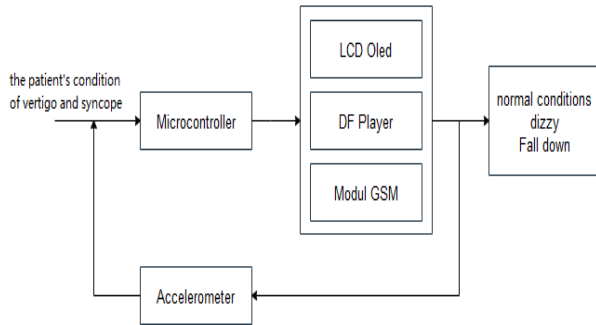 the patient's condition
of vertigo and syncope
Microcontroller
LCD Oled
DF Player
Modul GSM
normal conditions
dizzy
Fall down
Accelerometer